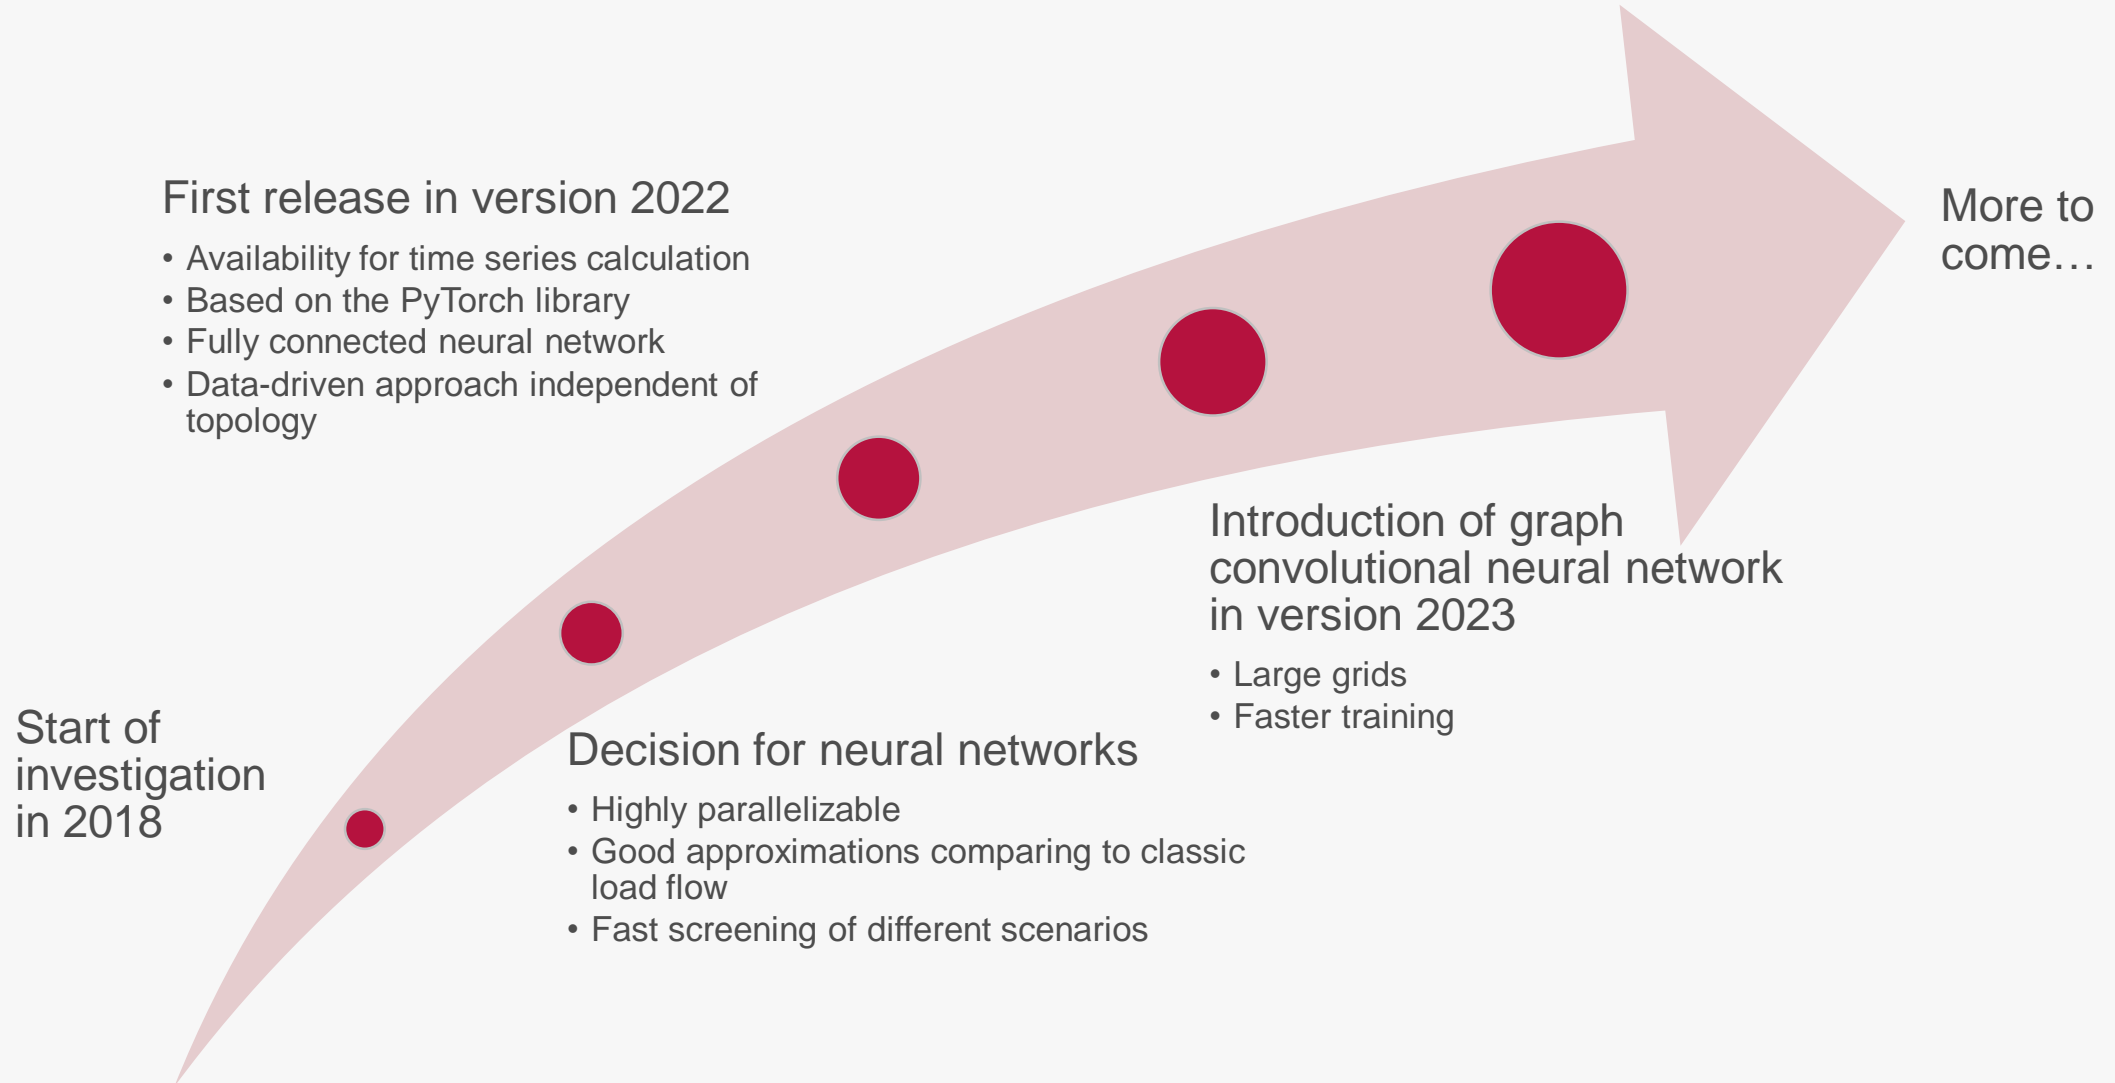 Start of
investigation
in 2018
Decision for neural networks
• Highly parallelizable
• Good approximations comparing to classic
load flow
• Fast screening of different scenarios
First release in version 2022
• Availability for time series calculation
• Based on the PyTorch library
• Fully connected neural network
• Data-driven approach independent of
topology
Introduction of graph
convolutional neural network
in version 2023
• Large grids
• Faster training
More to
come…